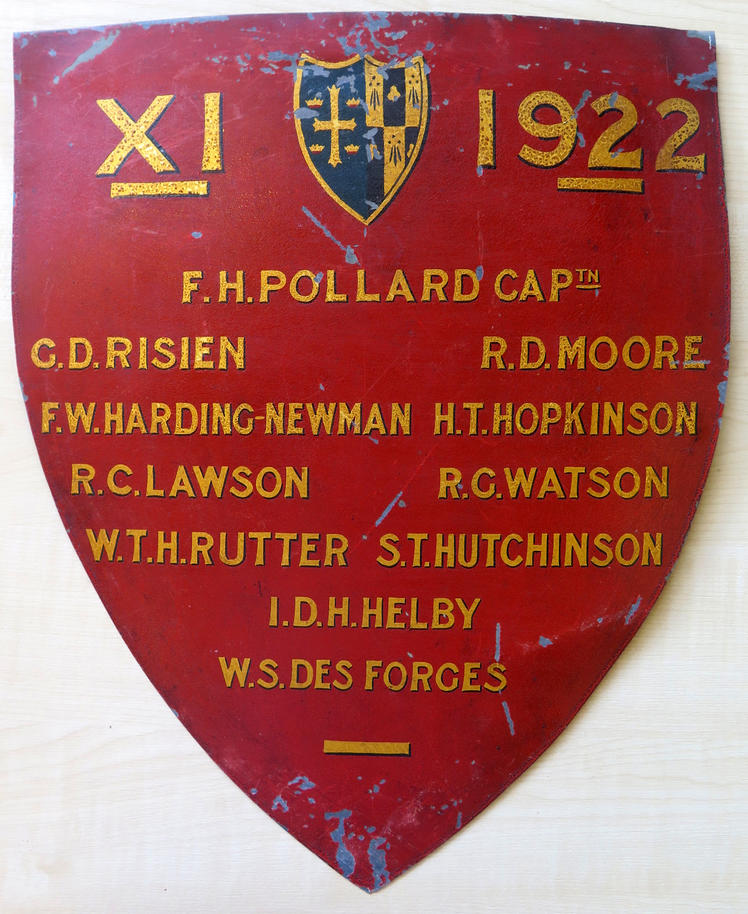 XI 1922
F.H.POLLARD CAPTN
G.D.RISIEN R.D.MOORE
F.W.HARDING-NEWMAN H.T.HOPKINSON
R.C.LAWSON R.G.WATSON
W.T.H.RUTTER S.T.HUTCHINSON
I.D.H.HELBY
W.S.DES FORGES